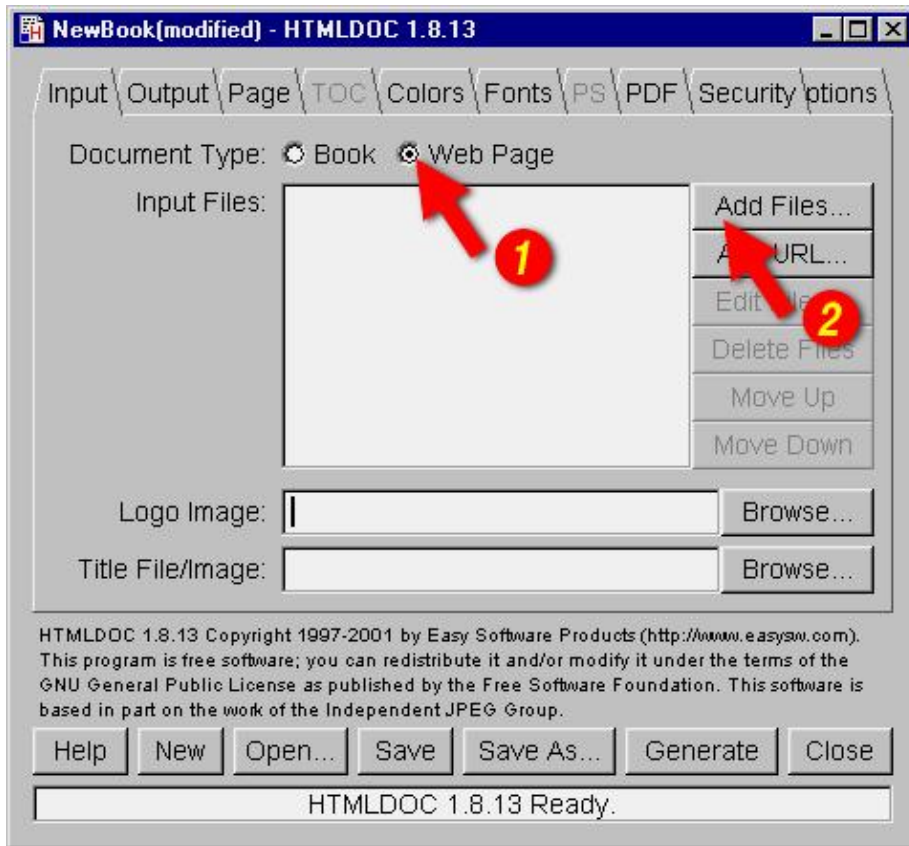 NewBook(modified) - HTMLDOC 1.8.13
Input Output Page TOC Colors Fonts PS PDF Security ptions
Document Type: Book Web Page
Input Files:
Add Files...
1
URL...
Edit
2
Delete Files
Move Up
Move Down
Logo Image: Browse...
Title File/Image: Browse...
HTMLDOC 1.8.13 Copyright 1997-2001 by Easy Software Products (http://www.easysw.com).
This program is free software; you can redistribute it and/or modify it under the terms of the
GNU General Public License as published by the Free Software Foundation. This software is
based in part on the work of the Independent JPEG Group.
Help New Open... Save Save As... Generate Close
HTMLDOC 1.8.13 Ready.